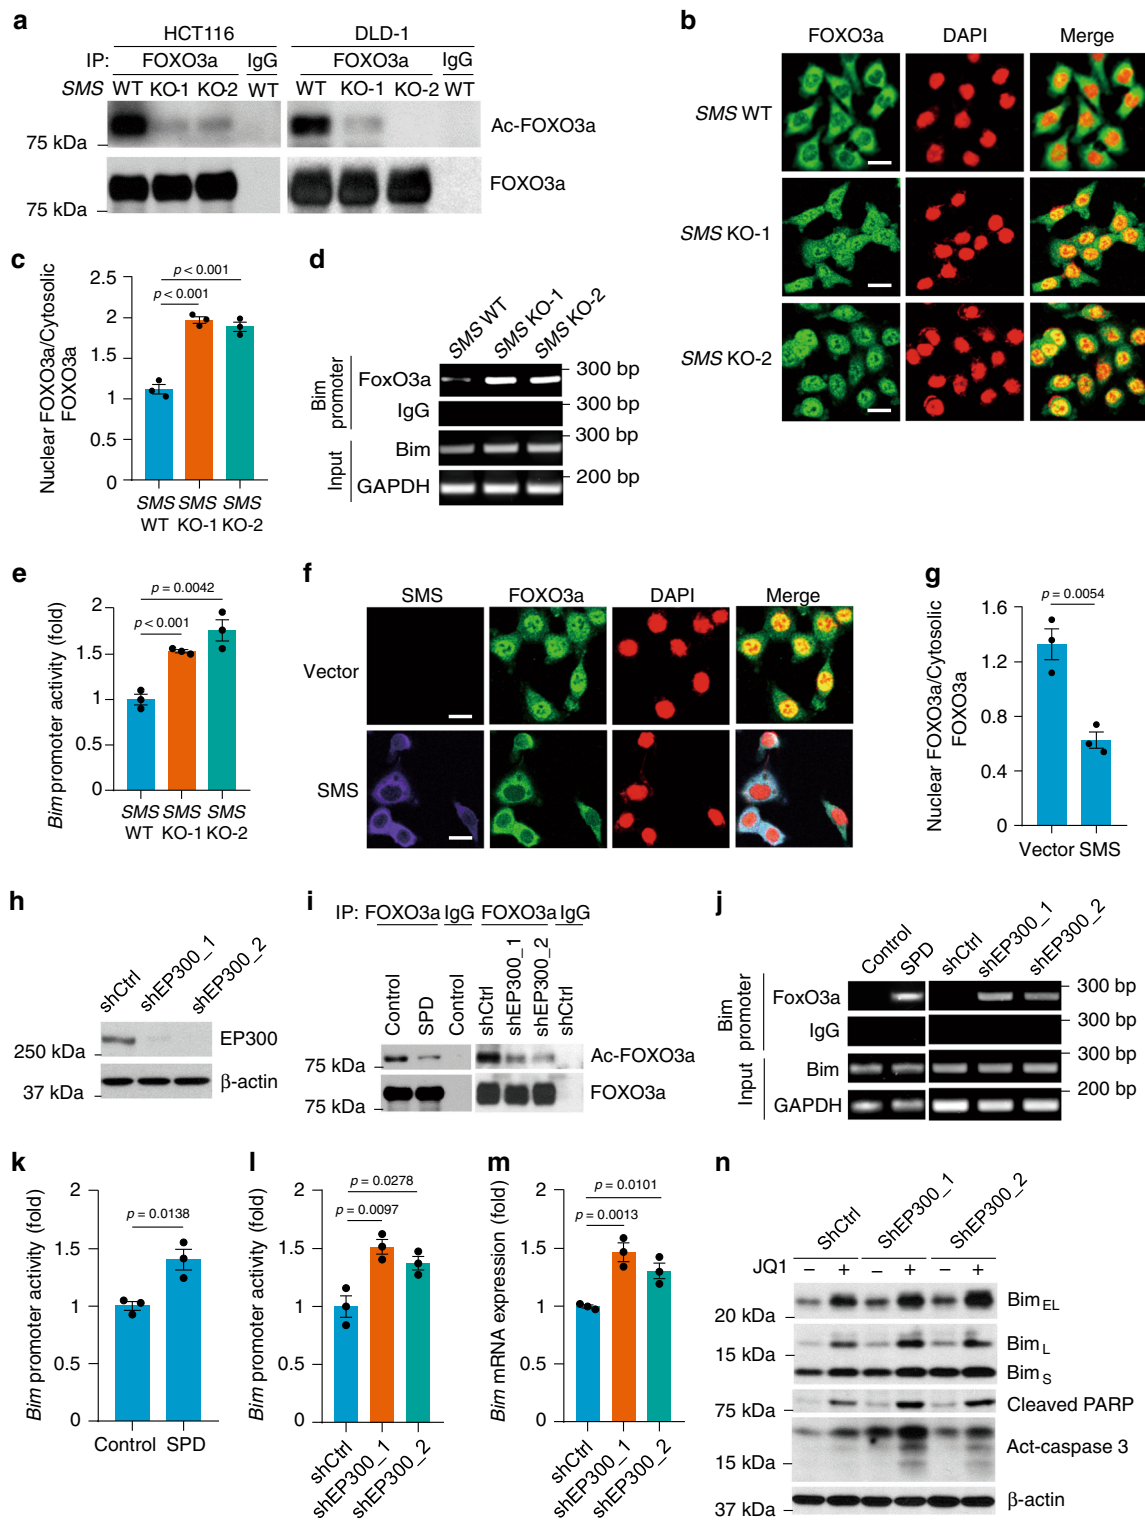 a
HCT116
DLD-1
IP: FOXO3a IgG FOXO3a IgG
SMS WT KO-1 KO-2 WT WT KO-1 KO-2 WT
Ac-FOXO3a
75 kDa
FOXO3a
75 kDa
b
FOXO3a DAPI Merge
SMS WT
SMS KO-1
SMS KO-2
c
Nuclear FOXO3a/Cytosolic
FOXO3a
2.5
2
1.5
1
0.5
0
p < 0.001
p < 0.001
SMS SMS SMS
WT KO-1 KO-2
d
SMS WT
SMS KO-1
SMS KO-2
Bim
promoter
FoxO3a
300 bp
IgG
300 bp
Input
Bim
300 bp
GAPDH
200 bp
e
Bim promoter activity (fold)
2
1.5
1
0.5
0
p = 0.0042
p < 0.001
SMS SMS SMS
WT KO-1 KO-2
f
SMS FOXO3a DAPI Merge
Vector
SMS
g
Nuclear FOXO3a/Cytosolic
FOXO3a
1.6
1.2
0.8
0.4
0
p = 0.0054
Vector SMS
h
shCtrl
shEP300_1
shEP300_2
EP300
250 kDa
β-actin
37 kDa
i
IP: FOXO3a IgG FOXO3a IgG
Control
SPD
Control
shCtrl
shEP300_1
shEP300_2
shCtrl
Ac-FOXO3a
75 kDa
FOXO3a
75 kDa
j
Control
SPD
shCtrl
shEP300_1
shEP300_2
Bim
promoter
FoxO3a
300 bp
IgG
300 bp
Input
Bim
300 bp
GAPDH
200 bp
k
Bim promoter activity (fold)
2
1.5
1
0.5
0
p = 0.0138
Control SPD
l
Bim promoter activity (fold)
2
1.5
1
0.5
0
p = 0.0278
p = 0.0097
shCtrl
shEP300_1
shEP300_2
m
Bim mRNA expression (fold)
2
1.5
1
0.5
0
p = 0.0101
p = 0.0013
shCtrl
shEP300_1
shEP300_2
n
ShCtrl
ShEP300_1
ShEP300_2
JQ1 – + – + – +
BimEL
20 kDa
BimL
15 kDa
BimS
Cleaved PARP
75 kDa
Act-caspase 3
15 kDa
β-actin
37 kDa